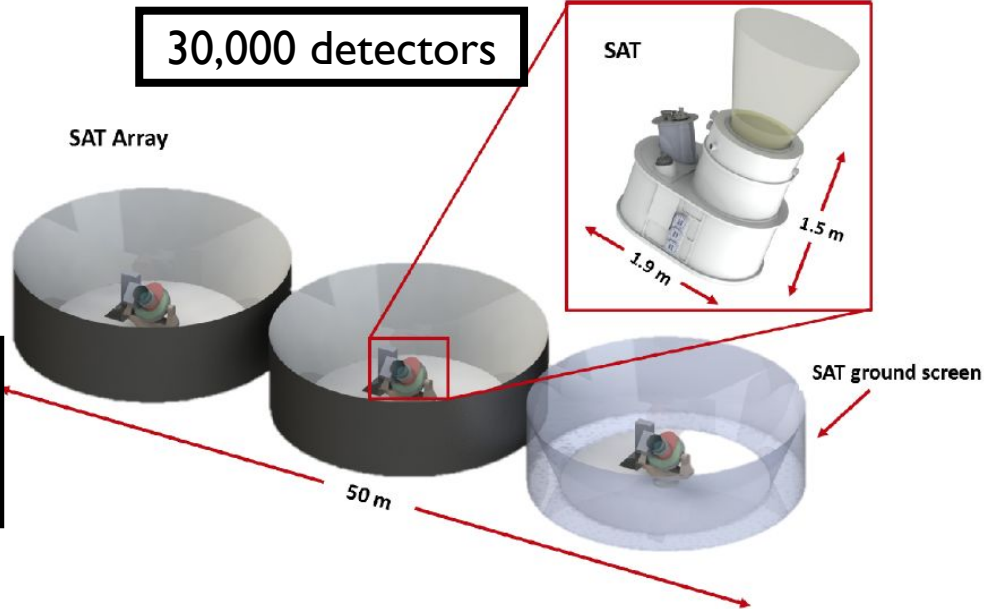 30,000 detectors
SAT
SAT Array
1.5 m
1.9 m
SAT ground screen
50 m